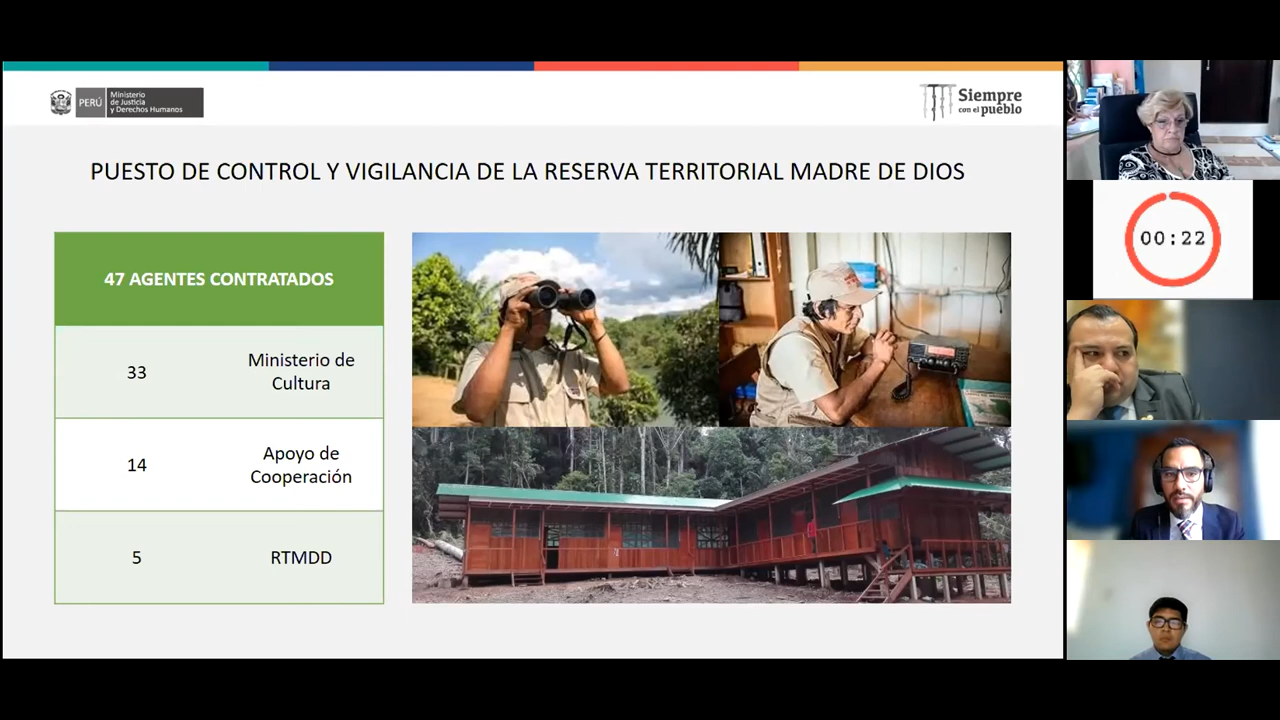 PERÚ
Ministerio
de Justicia
y Derechos Humanos
Siempre
con el pueblo
PUESTO DE CONTROL Y VIGILANCIA DE LA RESERVA TERRITORIAL MADRE DE DIOS
47 AGENTES CONTRATADOS
33
Ministerio de
Cultura
14
Apoyo de
Cooperación
5
RTMDD
00:22